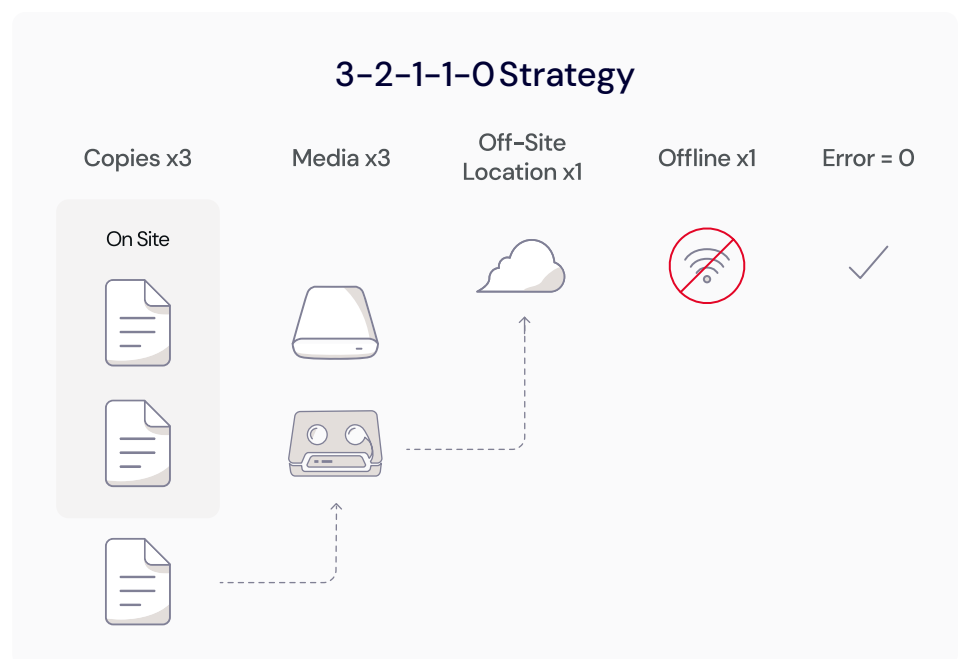 3-2-1-1-0 Strategy
Copies x3
Media x3
Off-Site
Location x1
Offline x1
Error = 0
On Site